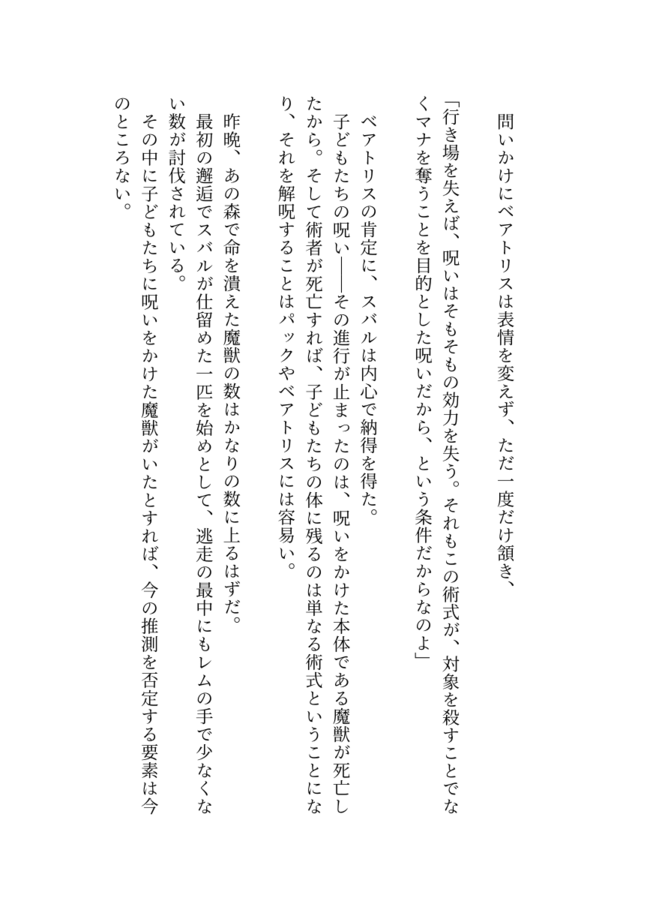 問いかけにベアトリスは表情を変えず、ただ一度だけ頷き、
「行き場を失えば、呪いはそもそもの効力を失う。それもこの術式が、対象を殺すことでな
くマナを奪うことを目的とした呪いだから、という条件だからなのよ」
ベアトリスの肯定に、スバルは内心で納得を得た。
子どもたちの呪い――その進行が止まったのは、呪いをかけた本体である魔獣が死亡し
たから。そして術者が死亡すれば、子どもたちの体に残るのは単なる術式ということにな
り、それを解呪することはパックやベアトリスには容易い。
昨晩、あの森で命を潰えた魔獣の数はかなりの数に上るはずだ。
最初の邂逅でスバルが仕留めた一匹を始めとして、逃走の最中にもレムの手で少なくな
い数が討伐されている。
その中に子どもたちに呪いをかけた魔獣がいたとすれば、今の推測を否定する要素は今
のところない。